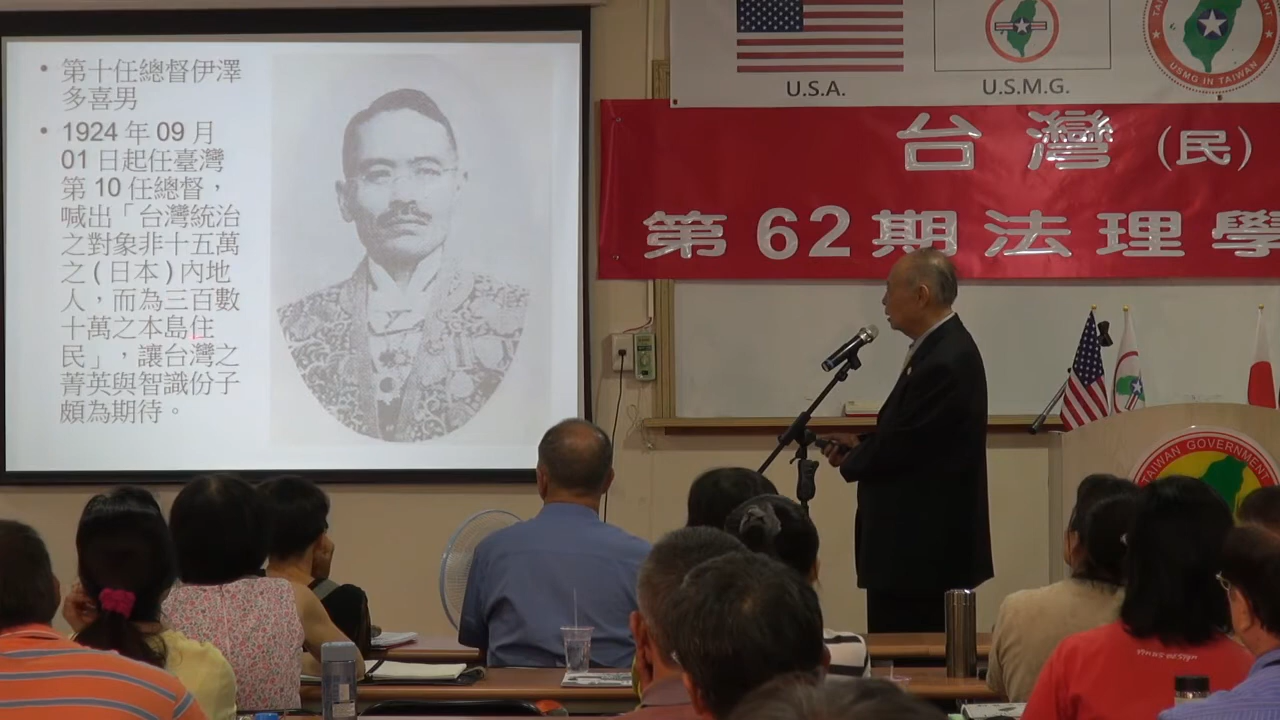 • 第十任總督伊澤
多喜男
• 1924 年 09 月
01 日起任臺灣
第 10 任總督，
喊出「台灣統治
之對象非十五萬
之 ( 日本 ) 內地
人，而為三百數
十萬之本島住
民」，讓台灣之
菁英與智識份子
頗為期待。
U.S.A.
U.S.M.G.
USMG IN TAIWAN
台 灣 (民)
第 62 期 法 理 學
TAIWAN GOVERNMENT